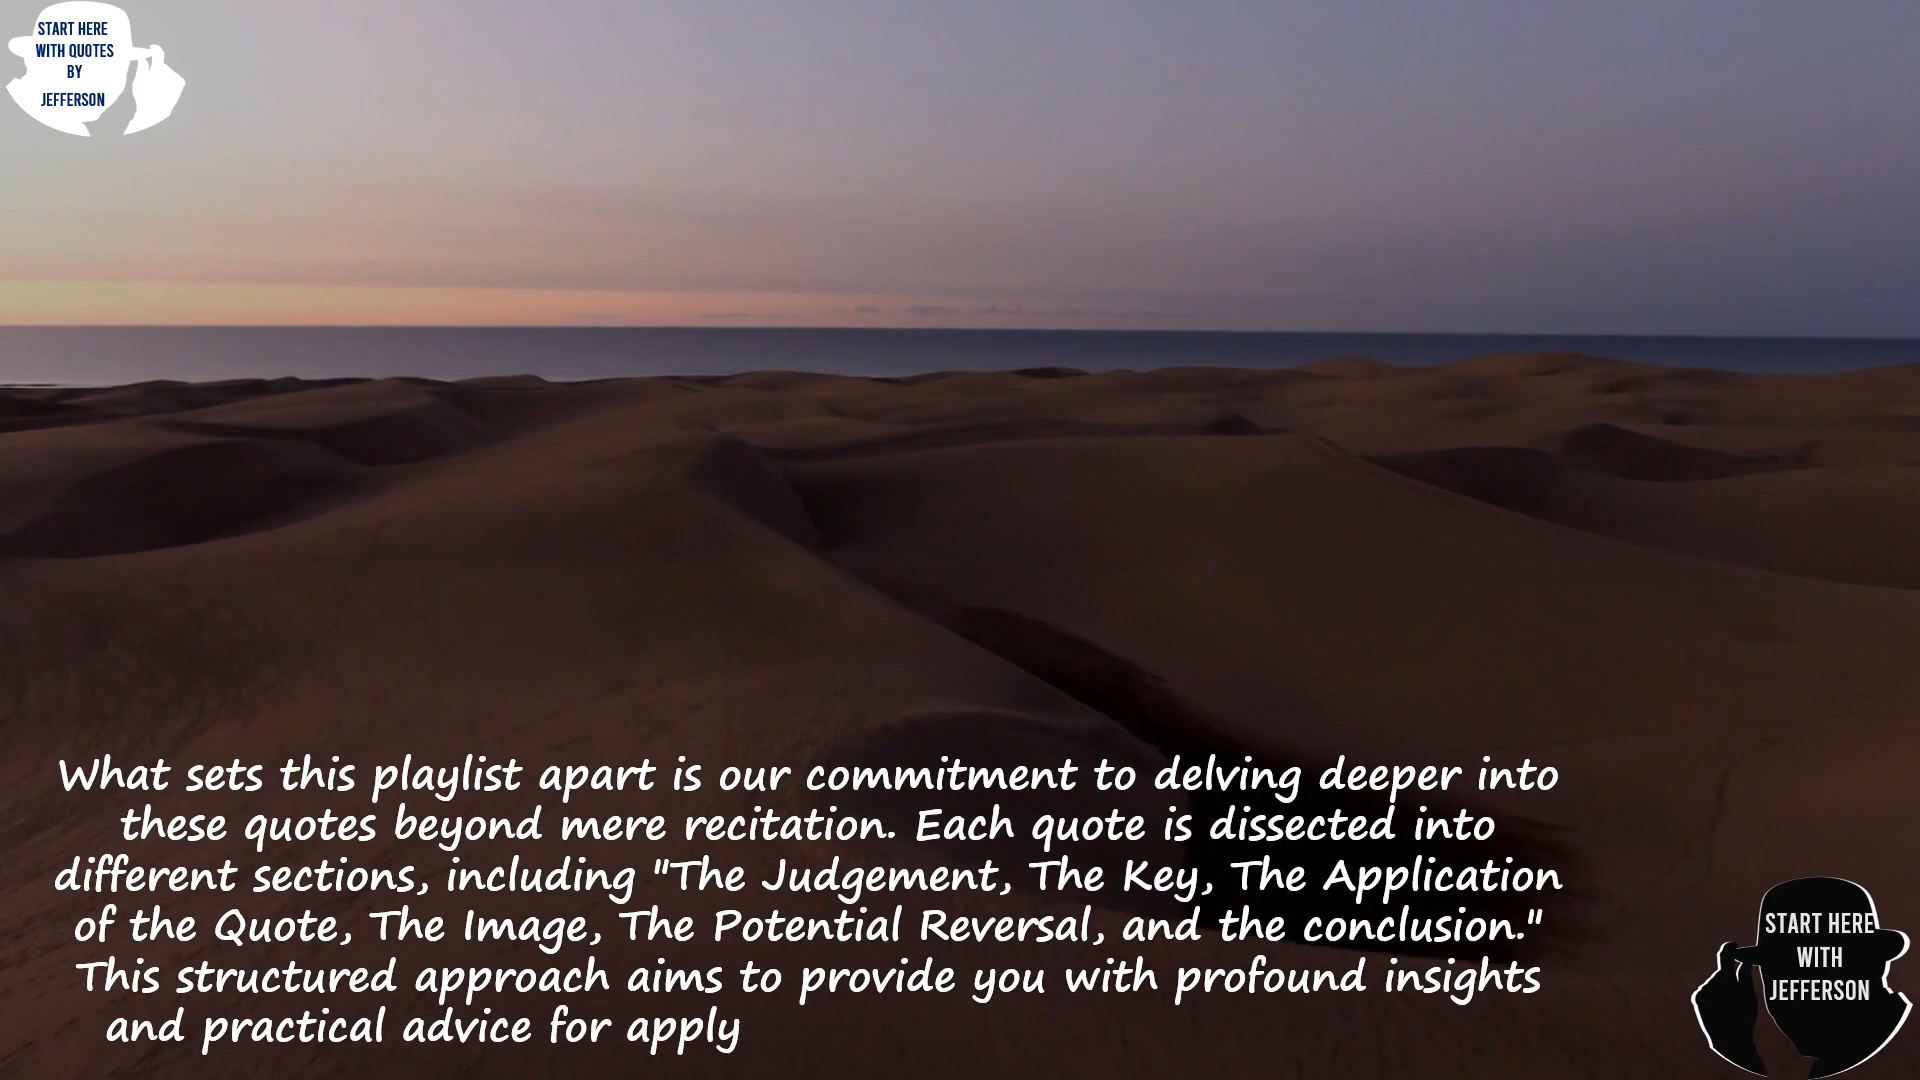 START HERE
WITH QUOTES
BY
JEFFERSON
What sets this playlist apart is our commitment to delving deeper into
these quotes beyond mere recitation. Each quote is dissected into
different sections, including "The Judgement, The Key, The Application
of the Quote, The Image, The Potential Reversal, and the conclusion."
This structured approach aims to provide you with profound insights
and practical advice for apply
START HERE
WITH
JEFFERSON